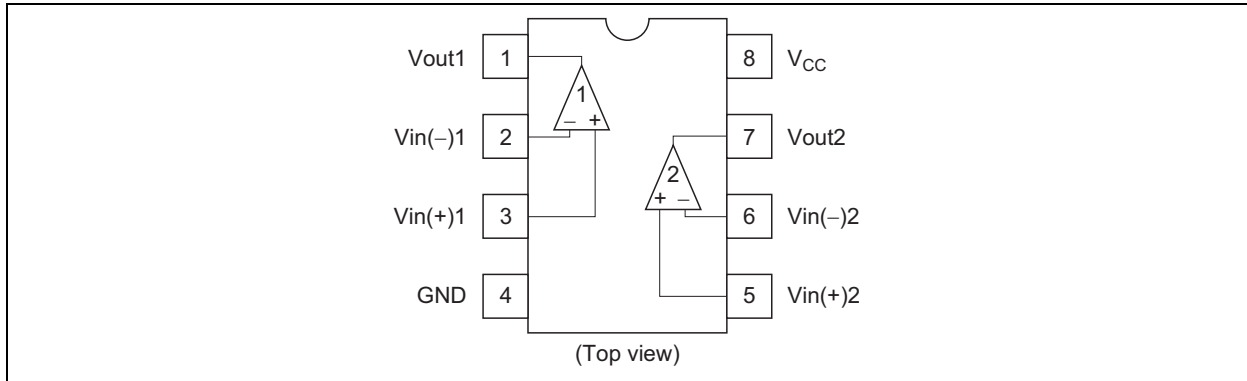 Vout1 1 8 V_CC
1
Vin(−)1 2 − + 7 Vout2
2
Vin(+)1 3 + − 6 Vin(−)2
GND 4 5 Vin(+)2
(Top view)